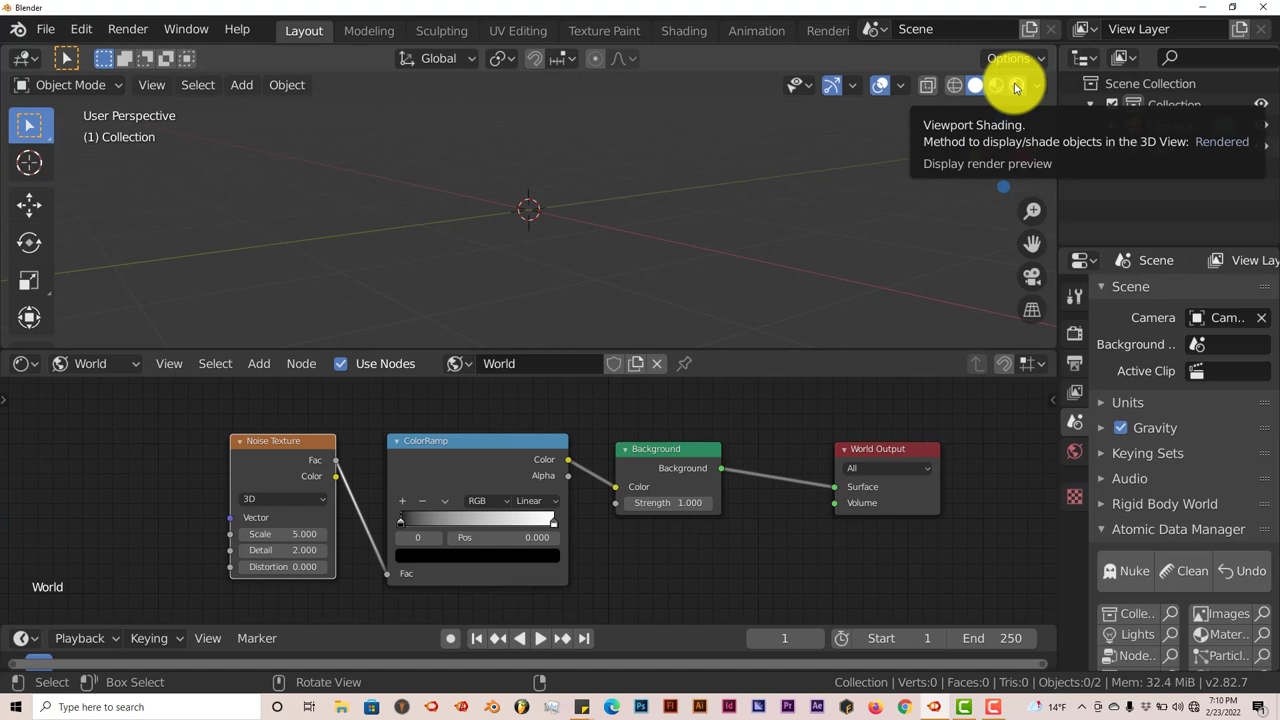 Blender
File Edit Render Window Help Layout Modeling Sculpting UV Editing Texture Paint Shading Animation Scene View Layer
Global Options
Object Mode View Select Add Object Scene Collection
User Perspective
(1) Collection
Viewport Shading.
Method to display/shade objects in the 3D View: Rendered
Display render preview
Scene View Lay
Scene
Camera Cam..
Background ..
Active Clip
World View Select Add Node Use Nodes World
Units
Gravity
Keying Sets
Audio
Rigid Body World
Atomic Data Manager
Nuke Clean Undo
Colle.. Images
Lights Mater..
Node.. Particl..
Noise Texture
Fac
Color
3D
Vector
Scale 5.000
Detail 2.000
Distortion 0.000
ColorRamp
Color
Alpha
RGB Linear
0 Pos 0.000
Fac
Background
Background
Color
Strength 1.000
World Output
All
Surface
Volume
World
Playback Keying View Marker 1 Start 1 End 250
Select Box Select Rotate View Collection | Verts:0 | Faces:0 | Tris:0 | Objects:0/2 | Mem: 32.4 MiB | v2.82.7
Type here to search 14°F 7:10 PM
2/23/2022